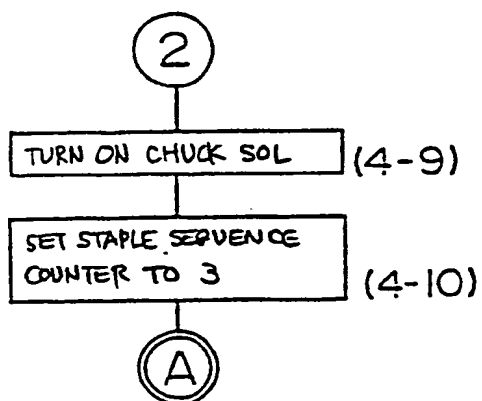 2
TURN ON CHUCK SOL (4-9)
SET STAPLE SEQUENCE
COUNTER TO 3 (4-10)
A